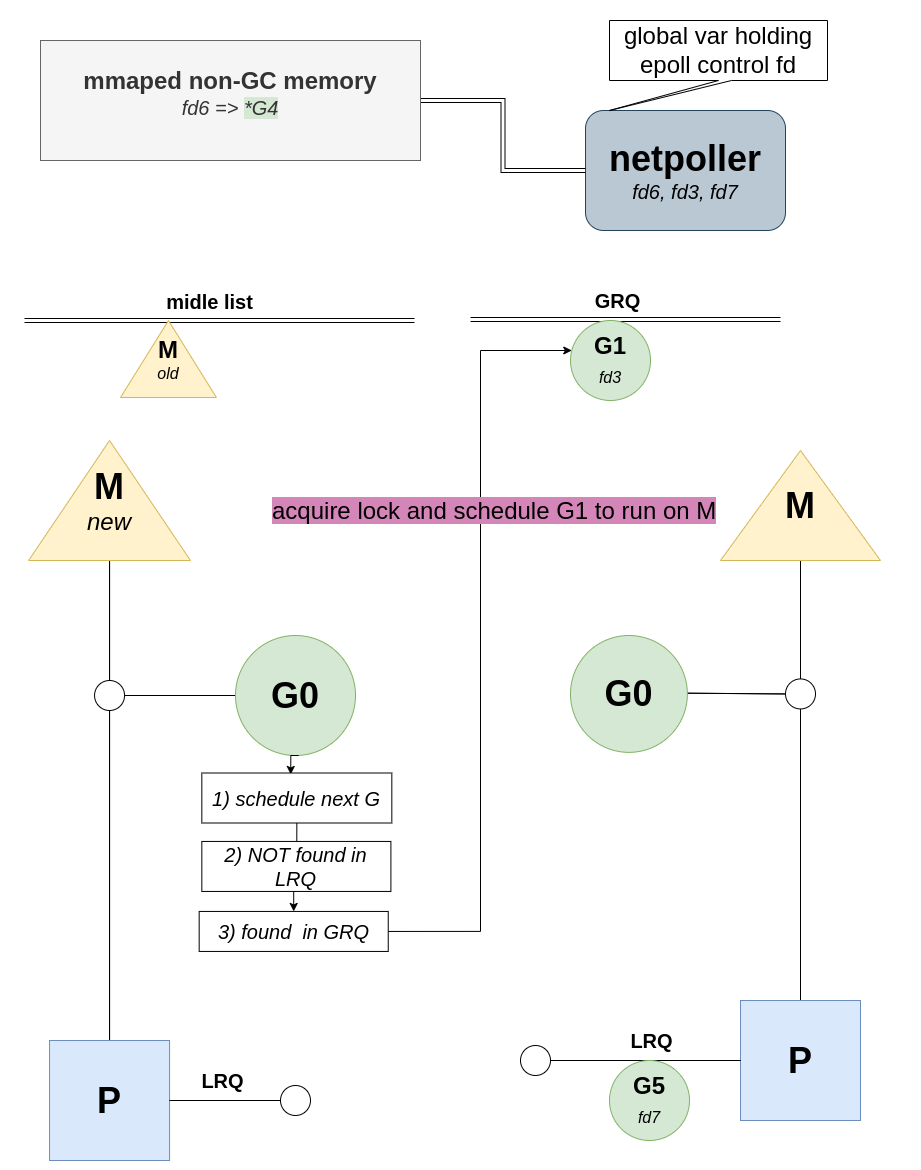 global var holding
epoll control fd
mmaped non-GC memory
fd6 => *G4
netpoller
fd6, fd3, fd7
midle list
GRQ
M
old
G1
fd3
M
new
acquire lock and schedule G1 to run on M
M
G0
G0
1) schedule next G
2) NOT found in
LRQ
3) found  in GRQ
P
LRQ
LRQ
G5
fd7
P